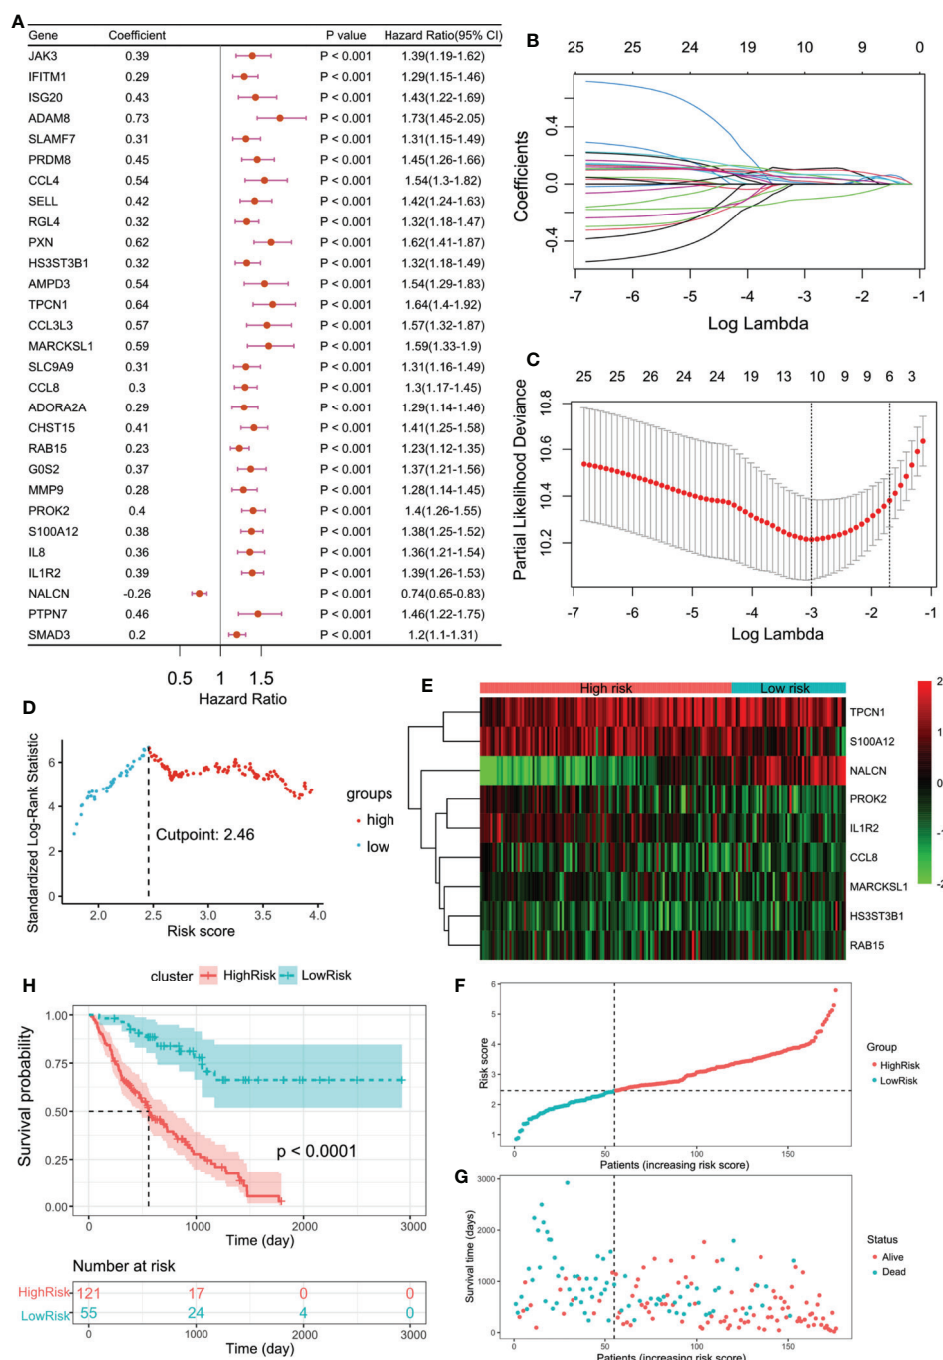 A
Gene Coefficient P value Hazard Ratio(95% CI)
JAK3 0.39 P < 0.001 1.39(1.19-1.62)
IFITM1 0.29 P < 0.001 1.29(1.15-1.46)
ISG20 0.43 P < 0.001 1.43(1.22-1.69)
ADAM8 0.73 P < 0.001 1.73(1.45-2.05)
SLAMF7 0.31 P < 0.001 1.31(1.15-1.49)
PRDM8 0.45 P < 0.001 1.45(1.26-1.66)
CCL4 0.54 P < 0.001 1.54(1.3-1.82)
SELL 0.42 P < 0.001 1.42(1.24-1.63)
RGL4 0.32 P < 0.001 1.32(1.18-1.47)
PXN 0.62 P < 0.001 1.62(1.41-1.87)
HS3ST3B1 0.32 P < 0.001 1.32(1.18-1.49)
AMPD3 0.54 P < 0.001 1.54(1.29-1.83)
TPCN1 0.64 P < 0.001 1.64(1.4-1.92)
CCL3L3 0.57 P < 0.001 1.57(1.32-1.87)
MARCKSL1 0.59 P < 0.001 1.59(1.33-1.9)
SLC9A9 0.31 P < 0.001 1.31(1.16-1.49)
CCL8 0.3 P < 0.001 1.3(1.17-1.45)
ADORA2A 0.29 P < 0.001 1.29(1.14-1.46)
CHST15 0.41 P < 0.001 1.41(1.25-1.58)
RAB15 0.23 P < 0.001 1.23(1.12-1.35)
G0S2 0.37 P < 0.001 1.37(1.21-1.56)
MMP9 0.28 P < 0.001 1.28(1.14-1.45)
PROK2 0.4 P < 0.001 1.4(1.26-1.55)
S100A12 0.38 P < 0.001 1.38(1.25-1.52)
IL8 0.36 P < 0.001 1.36(1.21-1.54)
IL1R2 0.39 P < 0.001 1.39(1.26-1.53)
NALCN -0.26 P < 0.001 0.74(0.65-0.83)
PTPN7 0.46 P < 0.001 1.46(1.22-1.75)
SMAD3 0.2 P < 0.001 1.2(1.1-1.31)
0.5 1 1.5
Hazard Ratio
B
25 25 24 19 10 9 0
Coefficients
0.4
0.0
-0.4
-7 -6 -5 -4 -3 -2 -1
Log Lambda
C
25 25 26 24 24 19 13 10 9 9 6 3
Partial Likelihood Deviance
10.8
10.6
10.4
10.2
-7 -6 -5 -4 -3 -2 -1
Log Lambda
D
Standardized Log-Rank Statistic
6
4
2
0
Cutpoint: 2.46
2.0 2.5 3.0 3.5 4.0
Risk score
groups
high
low
E
High risk Low risk
TPCN1
S100A12
NALCN
PROK2
IL1R2
CCL8
MARCKSL1
HS3ST3B1
RAB15
2
1
0
-1
-2
H
cluster HighRisk LowRisk
Survival probability
1.00
0.75
0.50
0.25
0.00
p < 0.0001
0 1000 2000 3000
Time (day)
Number at risk
HighRisk 121 17 0 0
LowRisk 55 24 4 0
0 1000 2000 3000
Time (day)
F
Risk score
6
5
4
3
2
1
0 50 100 150
Patients (increasing risk score)
Group
HighRisk
LowRisk
G
Survival time (days)
3000
2000
1000
0
0 50 100 150
Patients (increasing risk score)
Status
Alive
Dead